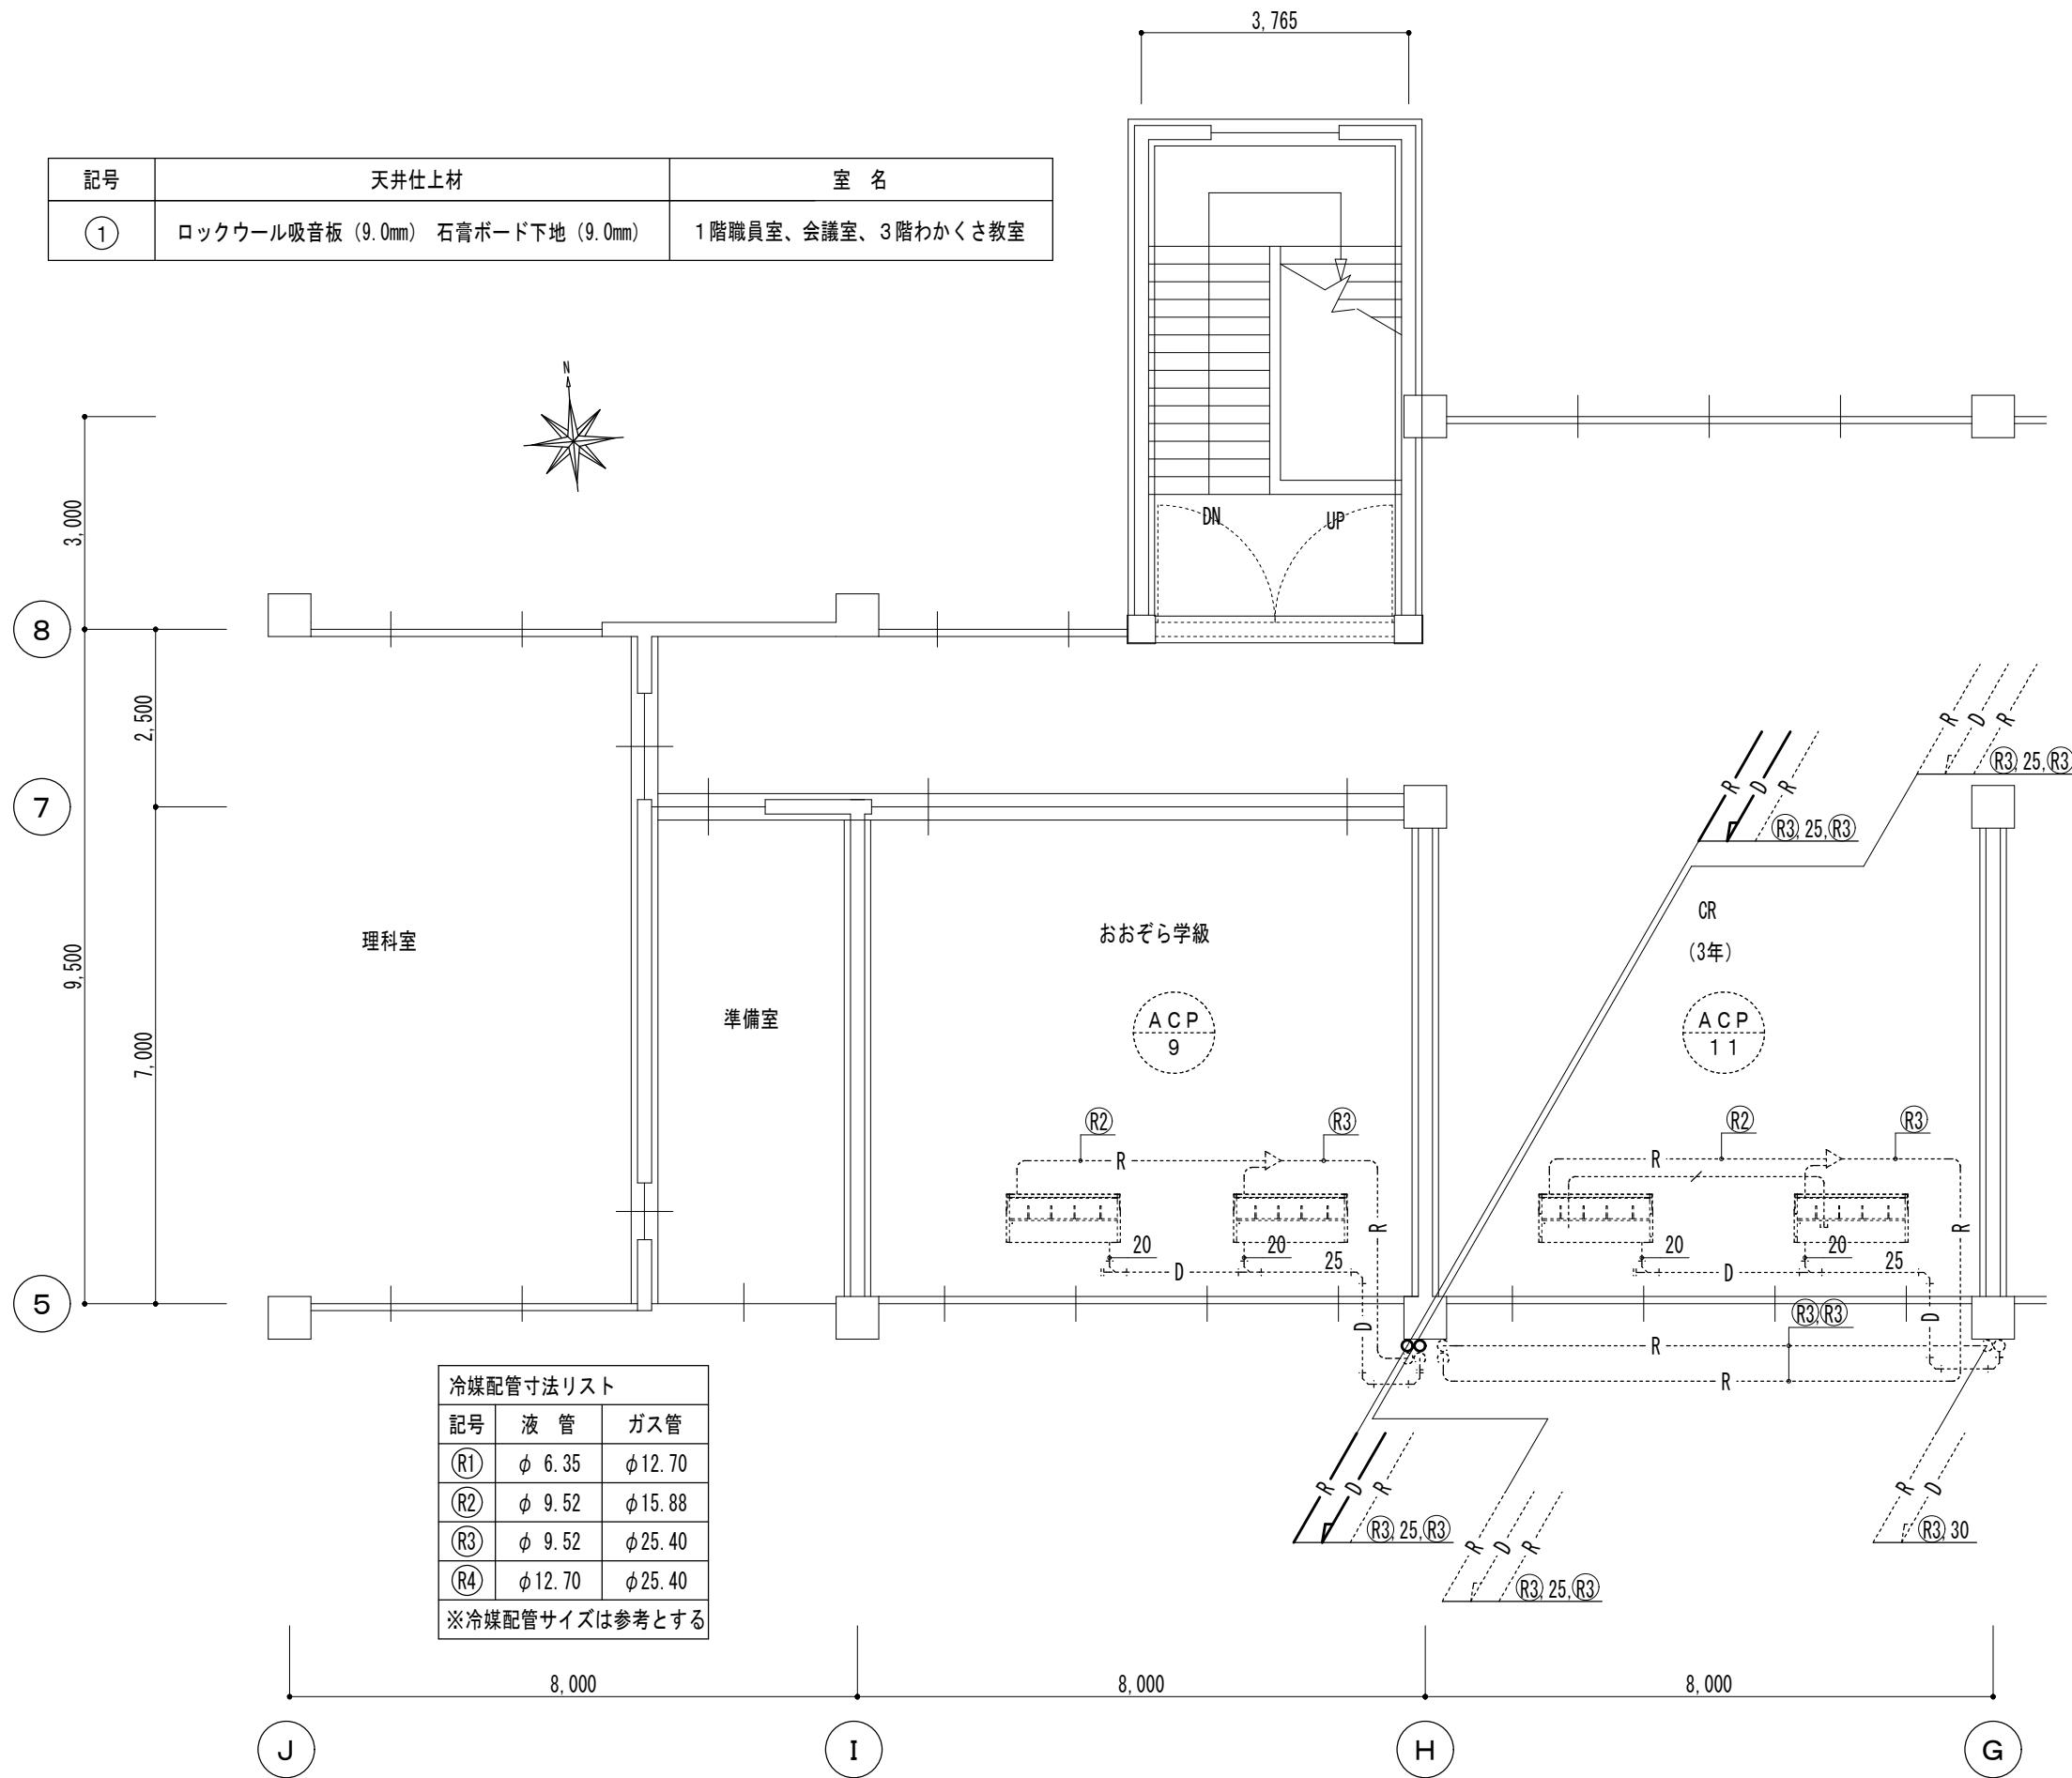 3,765
記号 天井仕上材 室 名
1 ロックウール吸音板(9.0mm) 石膏ボード下地(9.0mm) 1階職員室、会議室、3階わかくさ教室
N
3,000
DN UP
8
2,500
R D R
R3,25,R3
R D R
R3,25,R3
7
CR
(3年)
おおぞら学級
理科室
9,500
準備室
7,000
ACP
9
ACP
11
R2 R3 R2 R3
R R
R R
20 20 25 20 20 25
D D
5
R3,R3
D D
R
R
冷媒配管寸法リスト
記号 液 管 ガス管
R1 φ 6.35 φ12.70
R2 φ 9.52 φ15.88
R3 φ 9.52 φ25.40
R4 φ12.70 φ25.40
※冷媒配管サイズは参考とする
R D R
R3,25,R3
R D R
R3,25,R3
R D
R3,30
8,000 8,000 8,000
J I H G